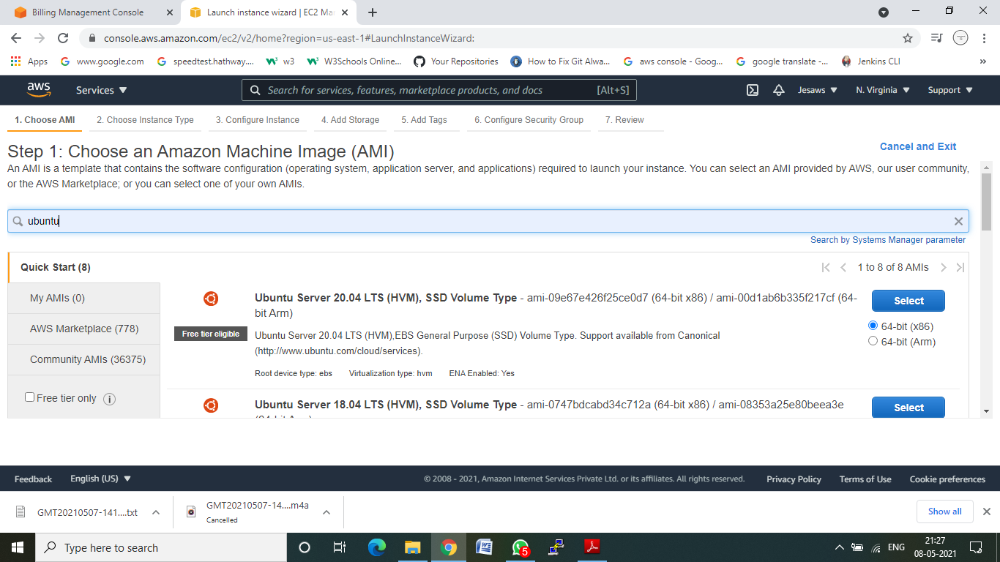 Billing Management Console
Launch instance wizard | EC2 Mar
console.aws.amazon.com/ec2/v2/home?region=us-east-1#LaunchInstanceWizard:
Apps www.google.com speedtest.hathway.... w3 W3Schools Online... Your Repositories How to Fix Git Alwa... aws console - Goog... google translate -... Jenkins CLI »
aws Services Search for services, features, marketplace products, and docs [Alt+S] Jesaws N. Virginia Support
1. Choose AMI 2. Choose Instance Type 3. Configure Instance 4. Add Storage 5. Add Tags 6. Configure Security Group 7. Review
Step 1: Choose an Amazon Machine Image (AMI)
Cancel and Exit
An AMI is a template that contains the software configuration (operating system, application server, and applications) required to launch your instance. You can select an AMI provided by AWS, our user community,
or the AWS Marketplace; or you can select one of your own AMIs.
ubuntu
Search by Systems Manager parameter
Quick Start (8)
1 to 8 of 8 AMIs
My AMIs (0)
AWS Marketplace (778)
Community AMIs (36375)
Free tier only
Ubuntu Server 20.04 LTS (HVM), SSD Volume Type - ami-09e67e426f25ce0d7 (64-bit x86) / ami-00d1ab6b335f217cf (64-
bit Arm)
Free tier eligible
Ubuntu Server 20.04 LTS (HVM),EBS General Purpose (SSD) Volume Type. Support available from Canonical
(http://www.ubuntu.com/cloud/services).
Root device type: ebs Virtualization type: hvm ENA Enabled: Yes
Select
64-bit (x86)
64-bit (Arm)
Ubuntu Server 18.04 LTS (HVM), SSD Volume Type - ami-0747bdcabd34c712a (64-bit x86) / ami-08353a25e80beea3e
Select
Feedback English (US) © 2008 - 2021, Amazon Internet Services Private Ltd. or its affiliates. All rights reserved. Privacy Policy Terms of Use Cookie preferences
GMT20210507-141....txt
GMT20210507-14....m4a
Cancelled
Show all
Type here to search
5
ENG
21:27
08-05-2021